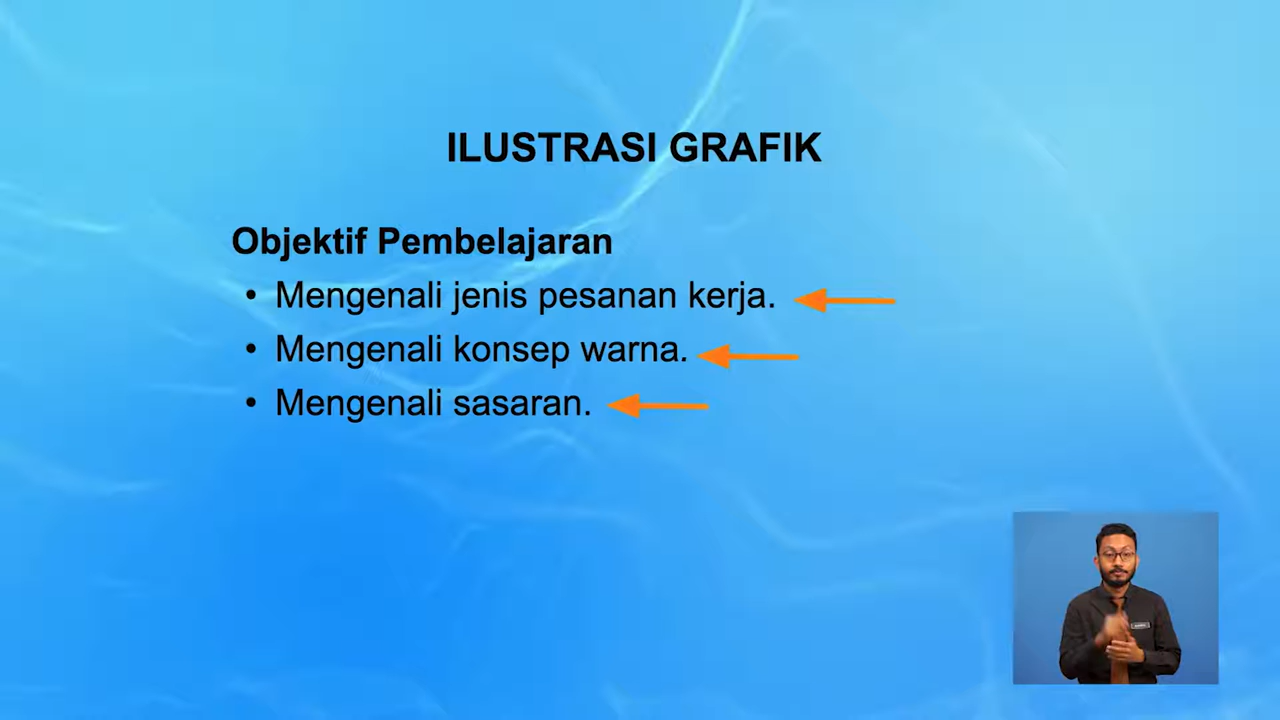 ILUSTRASI GRAFIK
Objektif Pembelajaran
• Mengenali jenis pesanan kerja.
• Mengenali konsep warna.
• Mengenali sasaran.